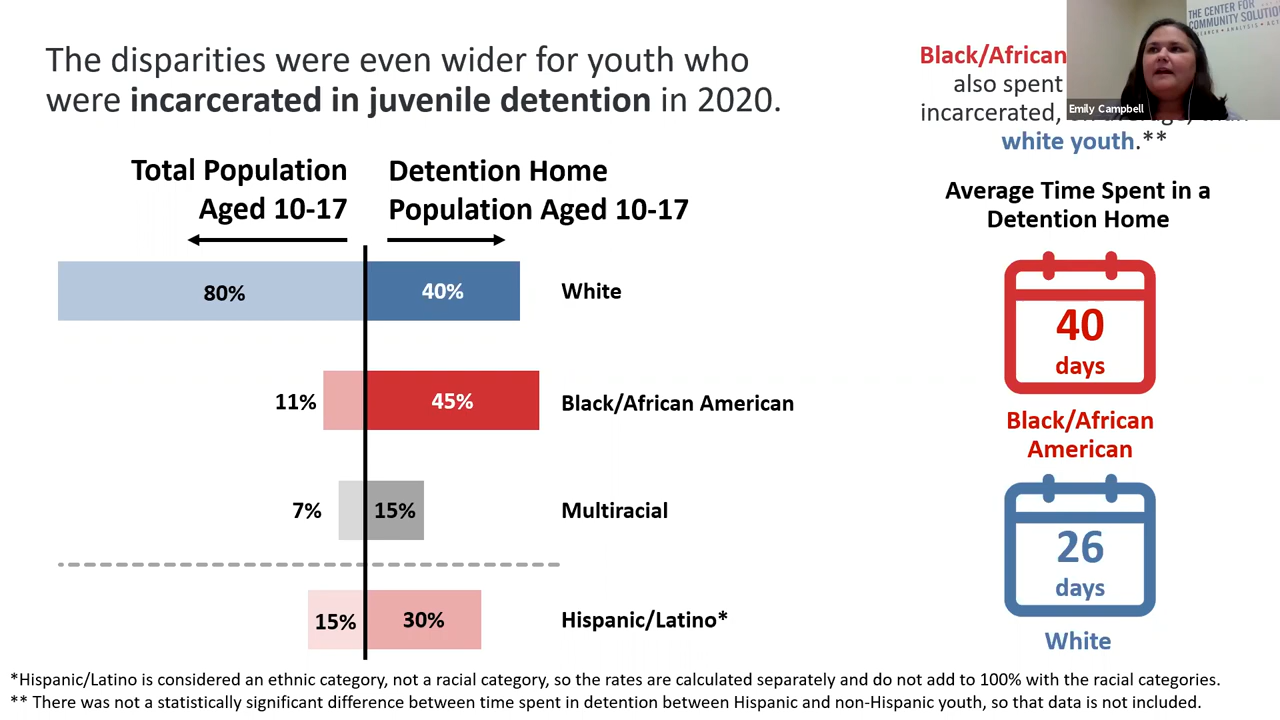 The disparities were even wider for youth who
were incarcerated in juvenile detention in 2020.
Total Population
Aged 10-17
Detention Home
Population Aged 10-17
80%
40%
White
11%
45%
Black/African American
7%
15%
Multiracial
15%
30%
Hispanic/Latino*
Black/African
also spent
incarcerated,
white youth.**
THE CENTER FOR
COMMUNITY
Emily Campbell
Average Time Spent in a
Detention Home
40
days
Black/African
American
26
days
White
*Hispanic/Latino is considered an ethnic category, not a racial category, so the rates are calculated separately and do not add to 100% with the racial categories.
** There was not a statistically significant difference between time spent in detention between Hispanic and non-Hispanic youth, so that data is not included.